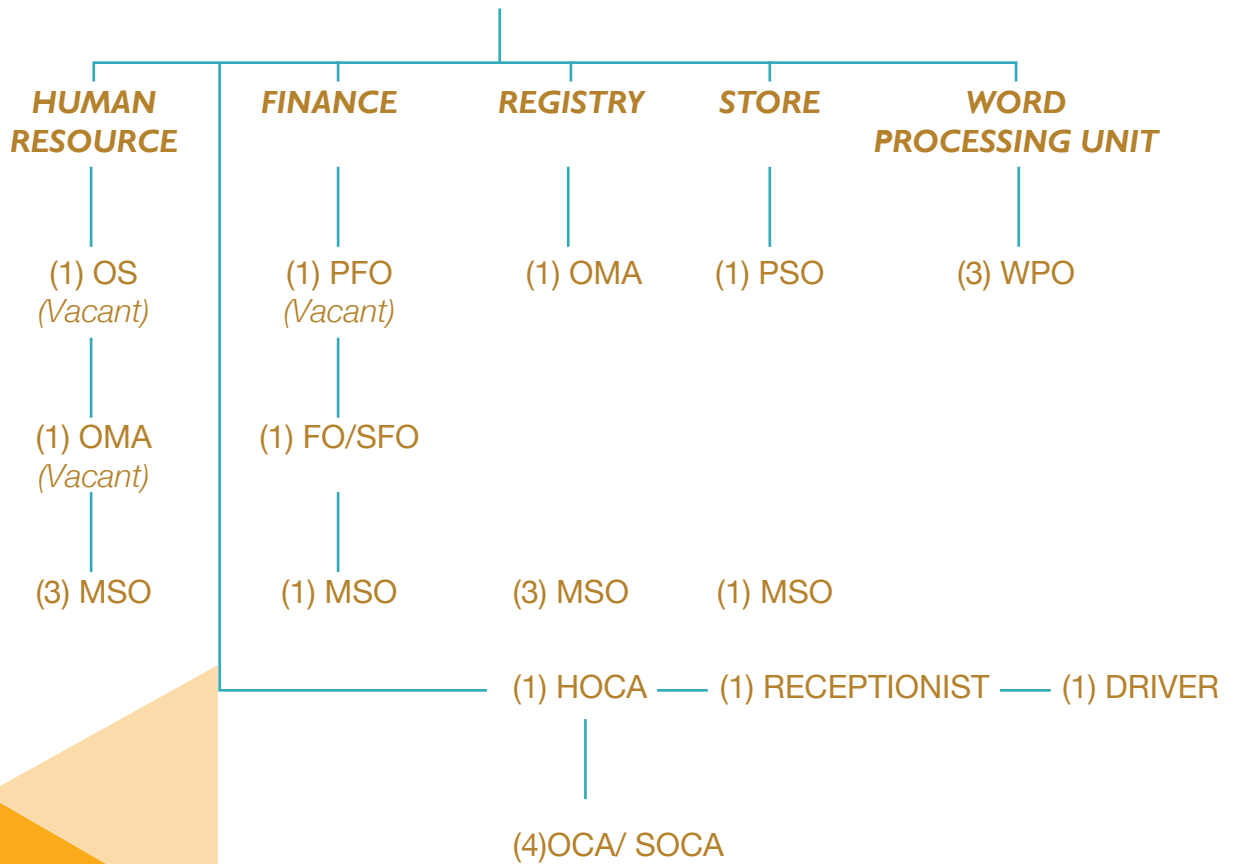 HUMAN
RESOURCE
FINANCE
REGISTRY
STORE
WORD
PROCESSING UNIT
(1) OS
(Vacant)
(1) PFO
(Vacant)
(1) OMA
(1) PSO
(3) WPO
(1) OMA
(Vacant)
(1) FO/SFO
(3) MSO
(1) MSO
(3) MSO
(1) MSO
(1) HOCA
(1) RECEPTIONIST
(1) DRIVER
(4)OCA/ SOCA